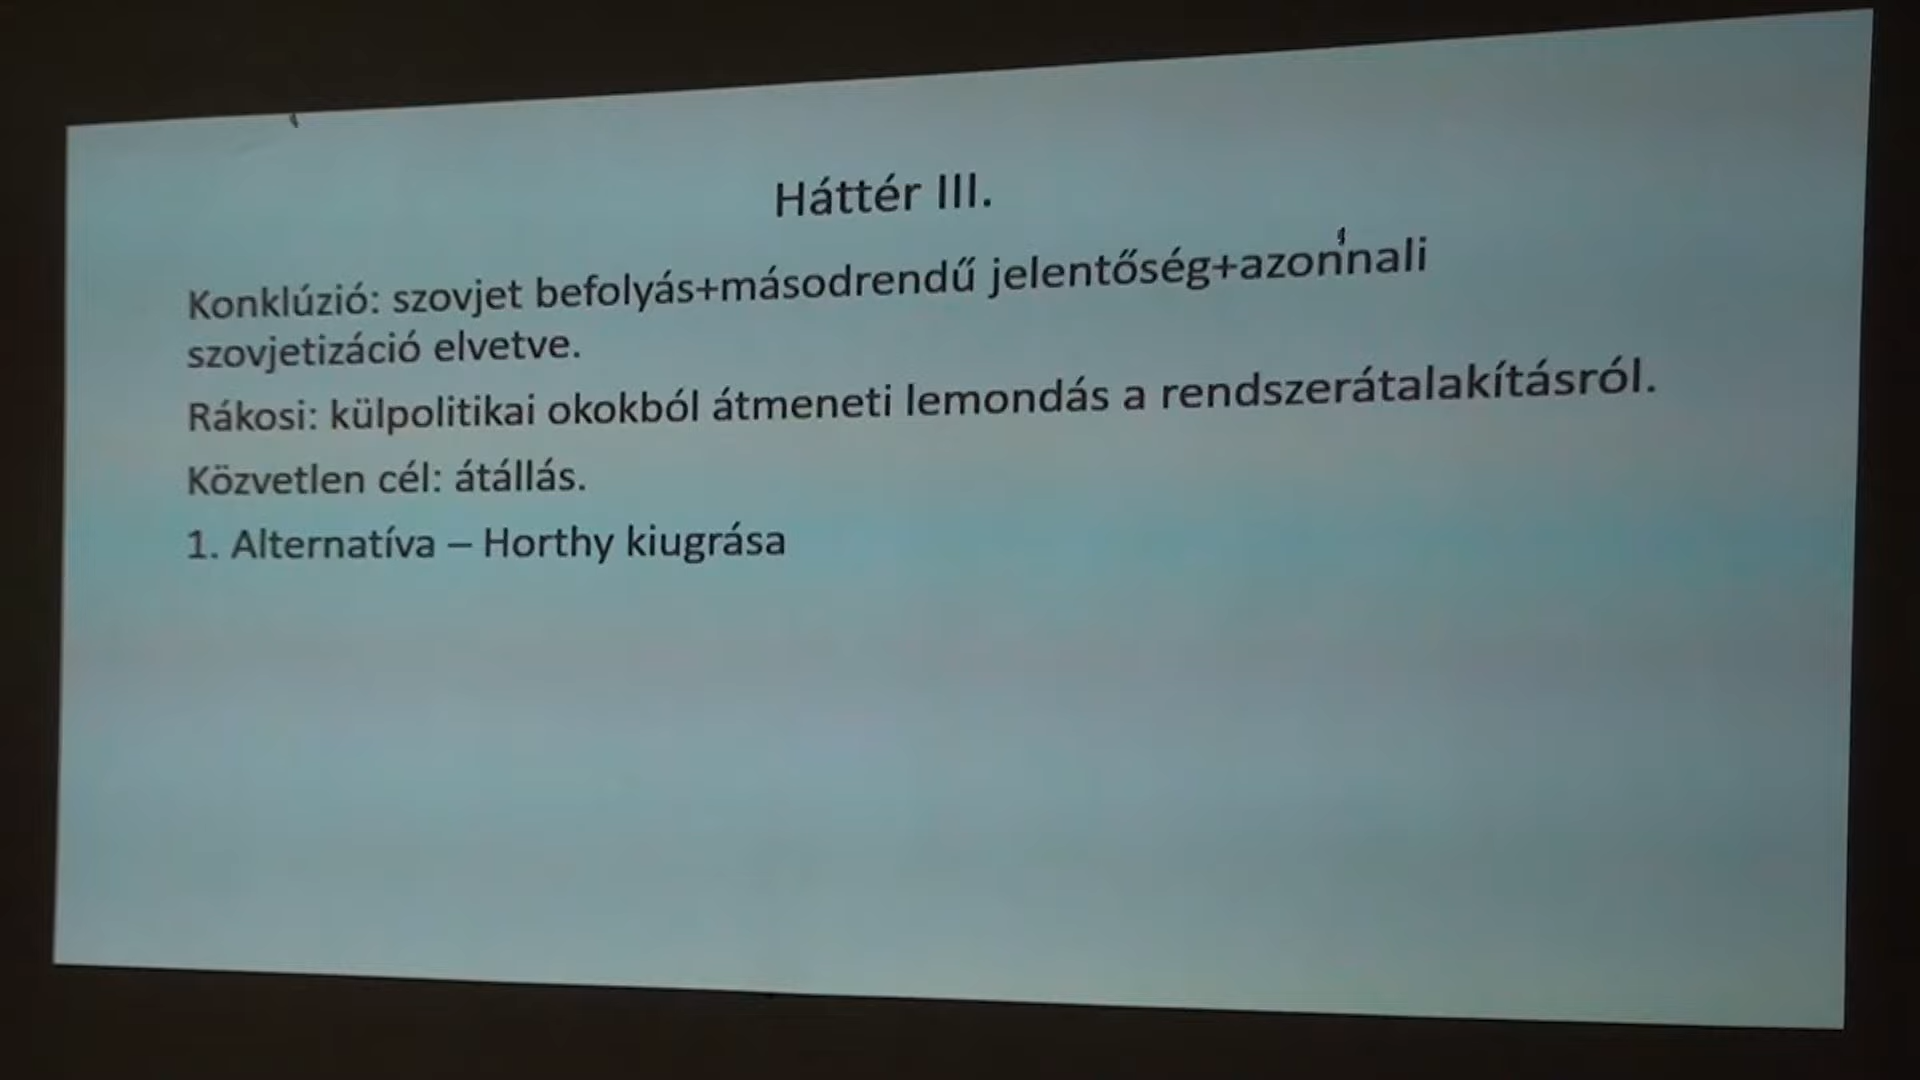 Háttér III.
Konklúzió: szovjet befolyás+másodrendű jelentőség+azonnali
szovjetizáció elvetve.
Rákosi: külpolitikai okokból átmeneti lemondás a rendszerátalakításról.
Közvetlen cél: átállás.
1. Alternatíva – Horthy kiugrása